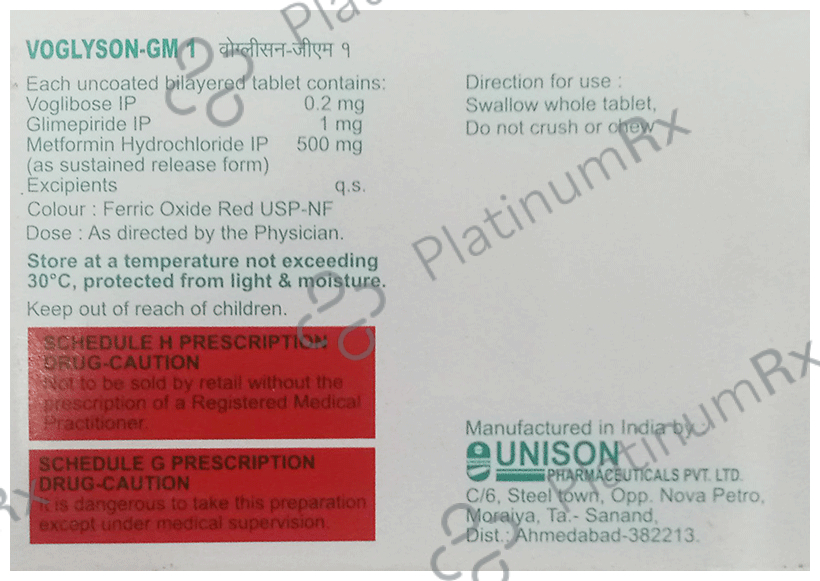 VOGLYSON-GM 1 वोग्लीसन-जीएम १
Each uncoated bilayered tablet contains:
Voglibose IP 0.2 mg
Glimepiride IP 1 mg
Metformin Hydrochloride IP 500 mg
(as sustained release form)
Excipients q.s.
Colour : Ferric Oxide Red USP-NF
Dose : As directed by the Physician.
Store at a temperature not exceeding
30°C, protected from light & moisture.
Keep out of reach of children.
SCHEDULE H PRESCRIPTION
DRUG-CAUTION
Not to be sold by retail without the
prescription of a Registered Medical
Practitioner.
SCHEDULE G PRESCRIPTION
DRUG-CAUTION
It is dangerous to take this preparation
except under medical supervision.
Direction for use :
Swallow whole tablet,
Do not crush or chew
Manufactured in India by
UNISON
PHARMACEUTICALS PVT. LTD.
C/6, Steel town, Opp. Nova Petro,
Moraiya, Ta.- Sanand,
Dist.: Ahmedabad-382213.
PlatinumRx
PlatinumRx
PlatinumRx
Rx